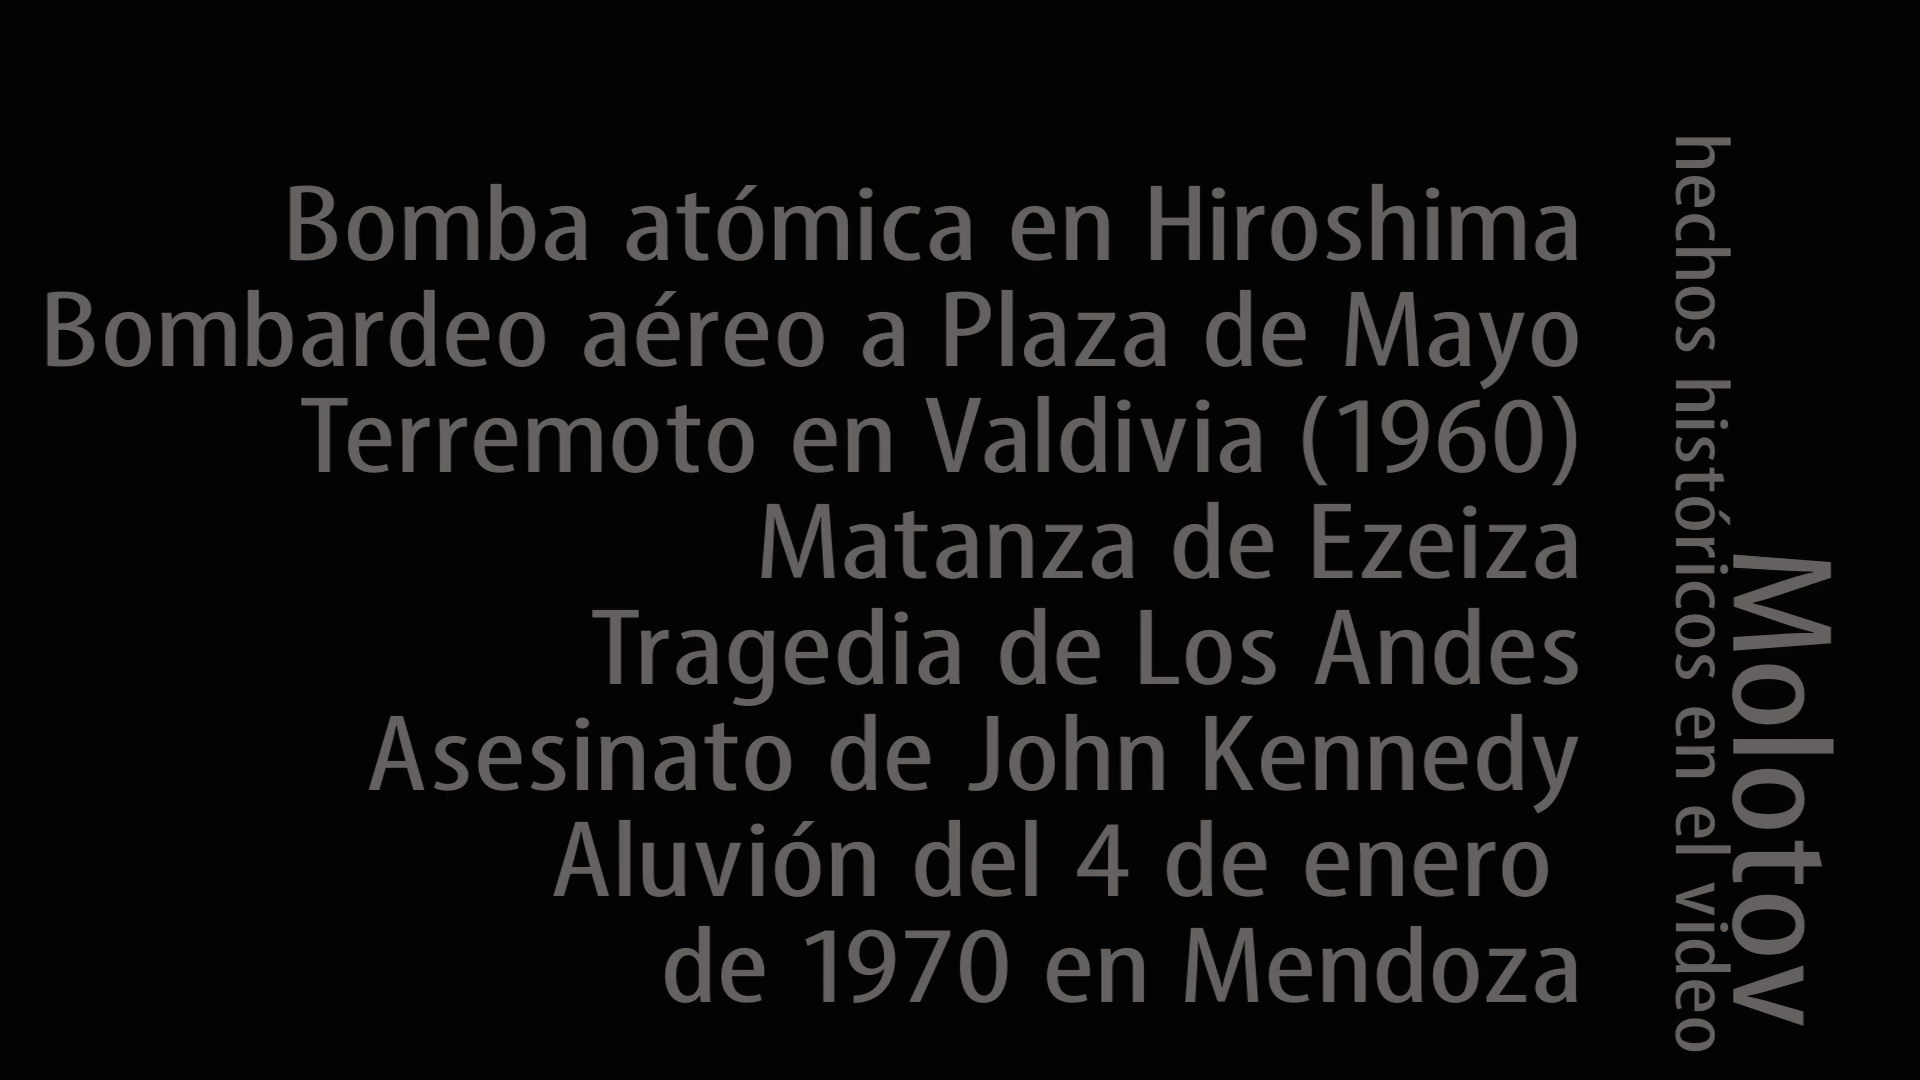 Bomba atómica en Hiroshima
Bombardeo aéreo a Plaza de Mayo
Terremoto en Valdivia (1960)
Matanza de Ezeiza
Tragedia de Los Andes
Asesinato de John Kennedy
Aluvión del 4 de enero
de 1970 en Mendoza
Molotov
hechos históricos en el video